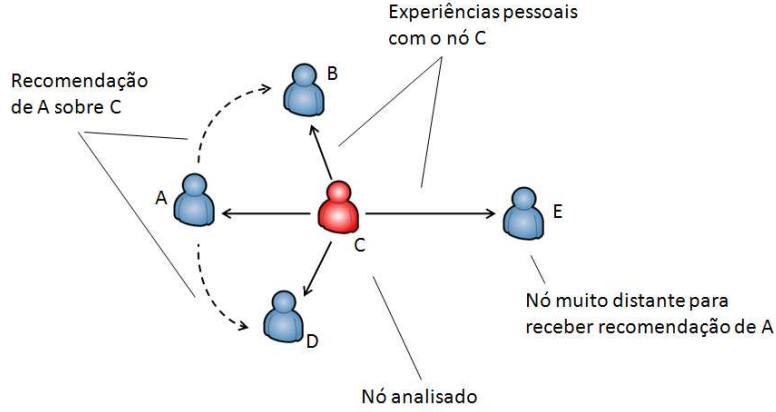 Experiências pessoais
com o nó C
Recomendação
de A sobre C
B
A
E
C
D
Nó muito distante para
receber recomendação de A
Nó analisado